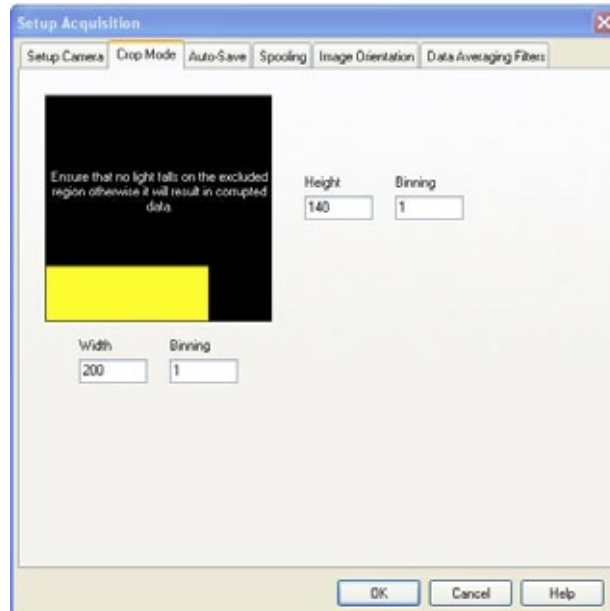 Setup Acquisition
Setup Camera Crop Mode Auto-Save Spooling Image Orientation Data Averaging Filters
Ensure that no light falls on the excluded
region otherwise it will result in corrupted
data.
Height Binning
140 1
Width Binning
200 1
OK Cancel Help